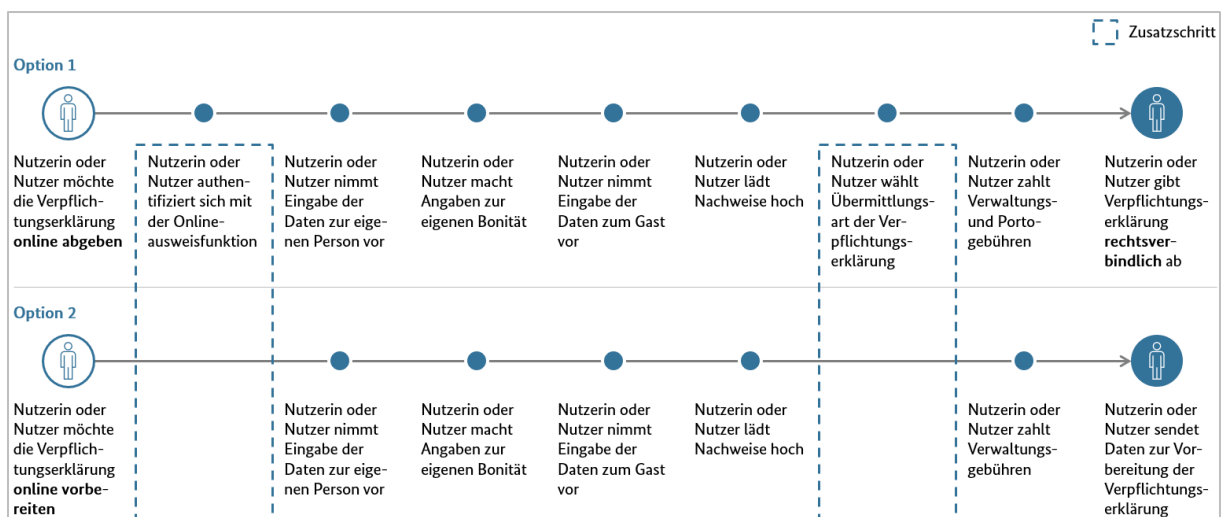 Zusatzschritt
Option 1
Nutzerin oder
Nutzer möchte
die Verpflich-
tungserklärung
online abgeben
Nutzerin oder
Nutzer authen-
tifiziert sich mit
der Online-
ausweisfunktion
Nutzerin oder
Nutzer nimmt
Eingabe der
Daten zur eige-
nen Person vor
Nutzerin oder
Nutzer macht
Angaben zur
eigenen Bonität
Nutzerin oder
Nutzer nimmt
Eingabe der
Daten zum Gast
vor
Nutzerin oder
Nutzer lädt
Nachweise hoch
Nutzerin oder
Nutzer wählt
Übermittlungs-
art der Ver-
pflichtungs-
erklärung
Nutzerin oder
Nutzer zahlt
Verwaltungs-
und Porto-
gebühren
Nutzerin oder
Nutzer gibt
Verpflichtungs-
erklärung
rechtsver-
bindlich ab
Option 2
Nutzerin oder
Nutzer möchte
die Verpflich-
tungserklärung
online vorbe-
reiten
Nutzerin oder
Nutzer nimmt
Eingabe der
Daten zur eige-
nen Person vor
Nutzerin oder
Nutzer macht
Angaben zur
eigenen Bonität
Nutzerin oder
Nutzer nimmt
Eingabe der
Daten zum Gast
vor
Nutzerin oder
Nutzer lädt
Nachweise hoch
Nutzerin oder
Nutzer zahlt
Verwaltungs-
gebühren
Nutzerin oder
Nutzer sendet
Daten zur Vor-
bereitung der
Verpflichtungs-
erklärung